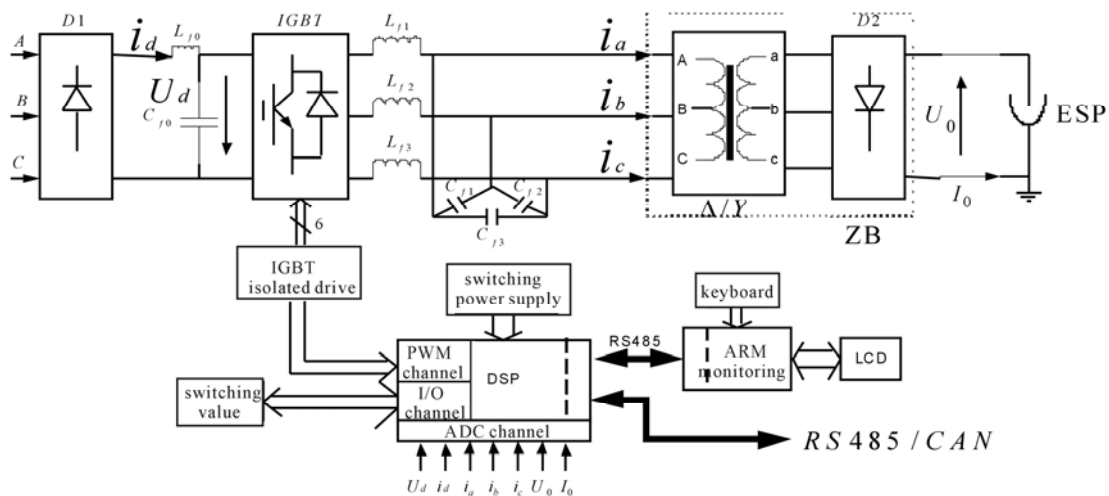 D1
IGBT
D2
A
B
C
i_d
L_f0
U_d
C_f0
L_f1
L_f2
L_f3
i_a
i_b
i_c
C_f1
C_f2
C_f3
A
B
C
a
b
c
Δ/Y
ZB
U_0
I_0
ESP
6
IGBT
isolated drive
switching
power supply
keyboard
PWM
channel
I/O
channel
DSP
ADC channel
RS485
ARM
monitoring
LCD
switching
value
RS485/CAN
U_d i_d i_a i_b i_c U_0 I_0